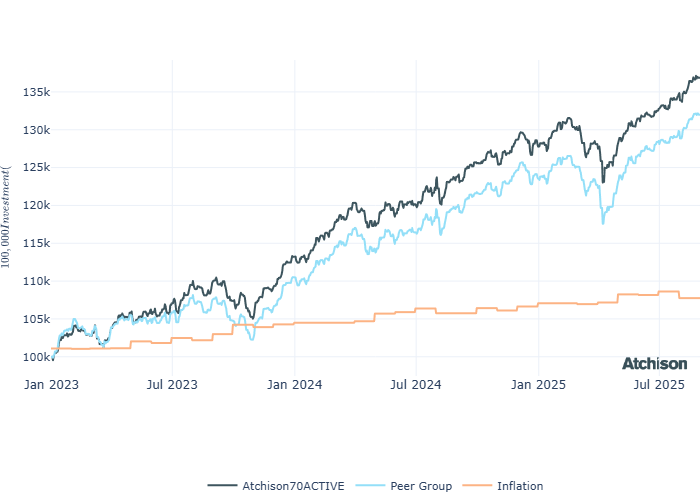 135k
130k
125k
120k
115k
110k
105k
100k
100,000Investment(
Jan 2023
Jul 2023
Jan 2024
Jul 2024
Jan 2025
Jul 2025
Atchison
Atchison70ACTIVE
Peer Group
Inflation